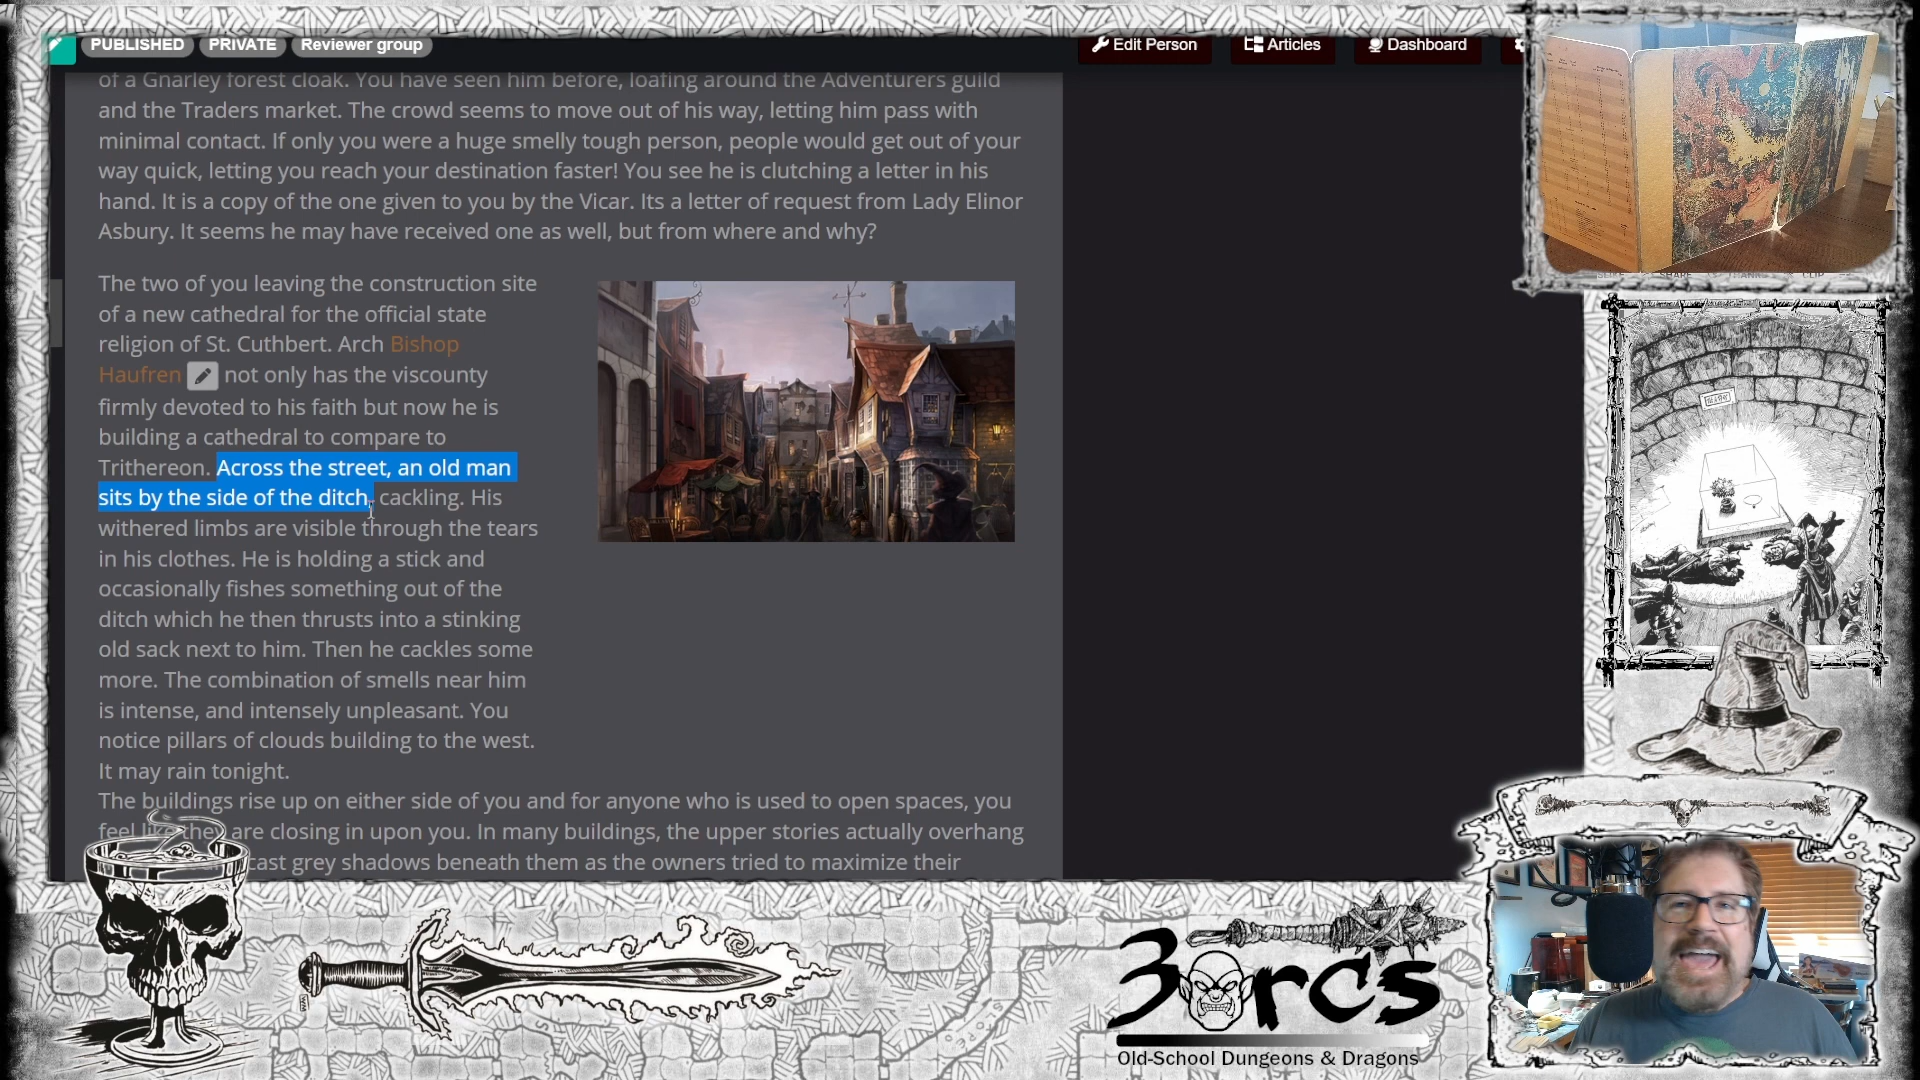 PUBLISHED PRIVATE Reviewer group
Edit Person Articles Dashboard
of a Gnarley forest cloak. You have seen him before, loafing around the Adventurers guild
and the Traders market. The crowd seems to move out of his way, letting him pass with
minimal contact. If only you were a huge smelly tough person, people would get out of your
way quick, letting you reach your destination faster! You see he is clutching a letter in his
hand. It is a copy of the one given to you by the Vicar. Its a letter of request from Lady Elinor
Asbury. It seems he may have received one as well, but from where and why?
The two of you leaving the construction site
of a new cathedral for the official state
religion of St. Cuthbert. Arch Bishop
Haufren not only has the viscounty
firmly devoted to his faith but now he is
building a cathedral to compare to
Trithereon. Across the street, an old man
sits by the side of the ditch, cackling. His
withered limbs are visible through the tears
in his clothes. He is holding a stick and
occasionally fishes something out of the
ditch which he then thrusts into a stinking
old sack next to him. Then he cackles some
more. The combination of smells near him
is intense, and intensely unpleasant. You
notice pillars of clouds building to the west.
It may rain tonight.
The buildings rise up on either side of you and for anyone who is used to open spaces, you
feel like they are closing in upon you. In many buildings, the upper stories actually overhang
cast grey shadows beneath them as the owners tried to maximize their
3orcs
Old-School Dungeons & Dragons